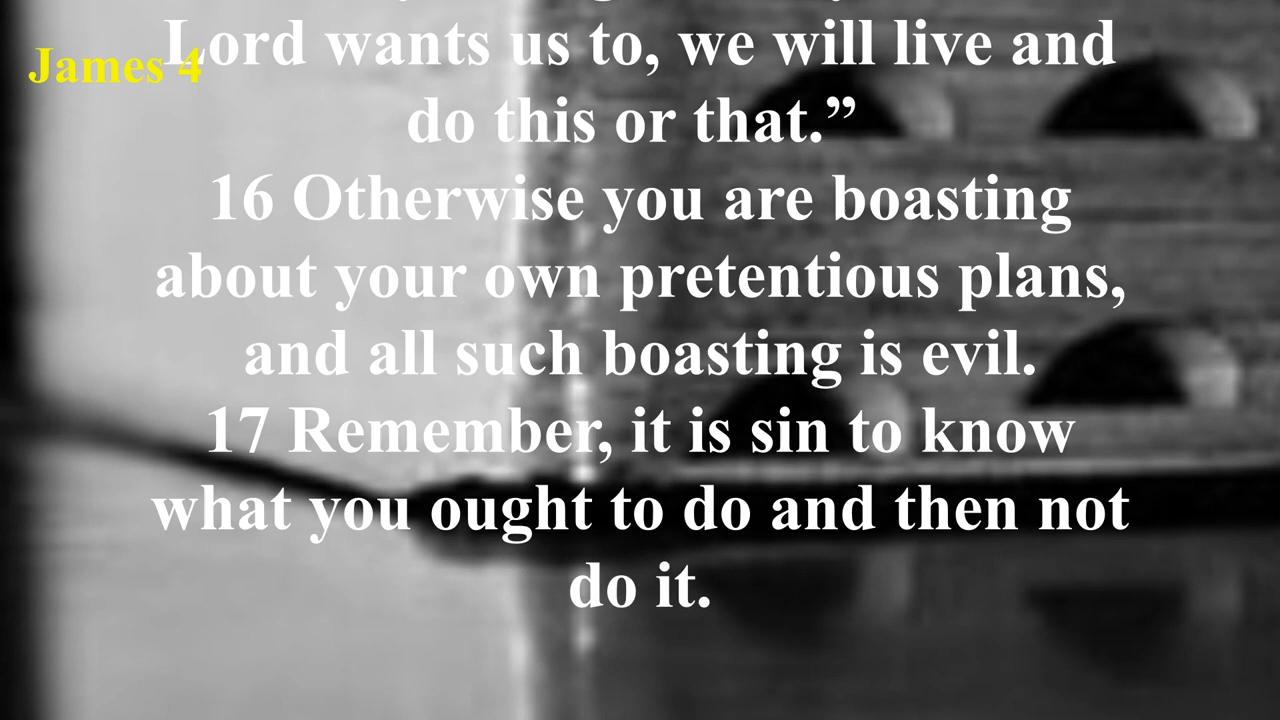 James 4
Lord wants us to, we will live and
do this or that.”
16 Otherwise you are boasting
about your own pretentious plans,
and all such boasting is evil.
17 Remember, it is sin to know
what you ought to do and then not
do it.